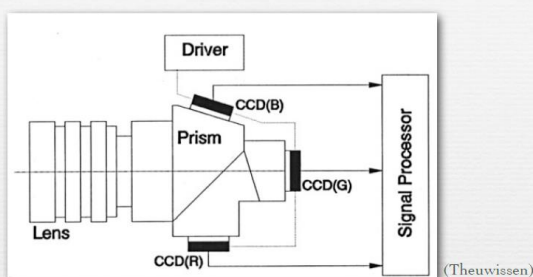 Driver
CCD(B)
Prism
CCD(G)
Signal Processor
Lens
CCD(R)
(Theuwissen)